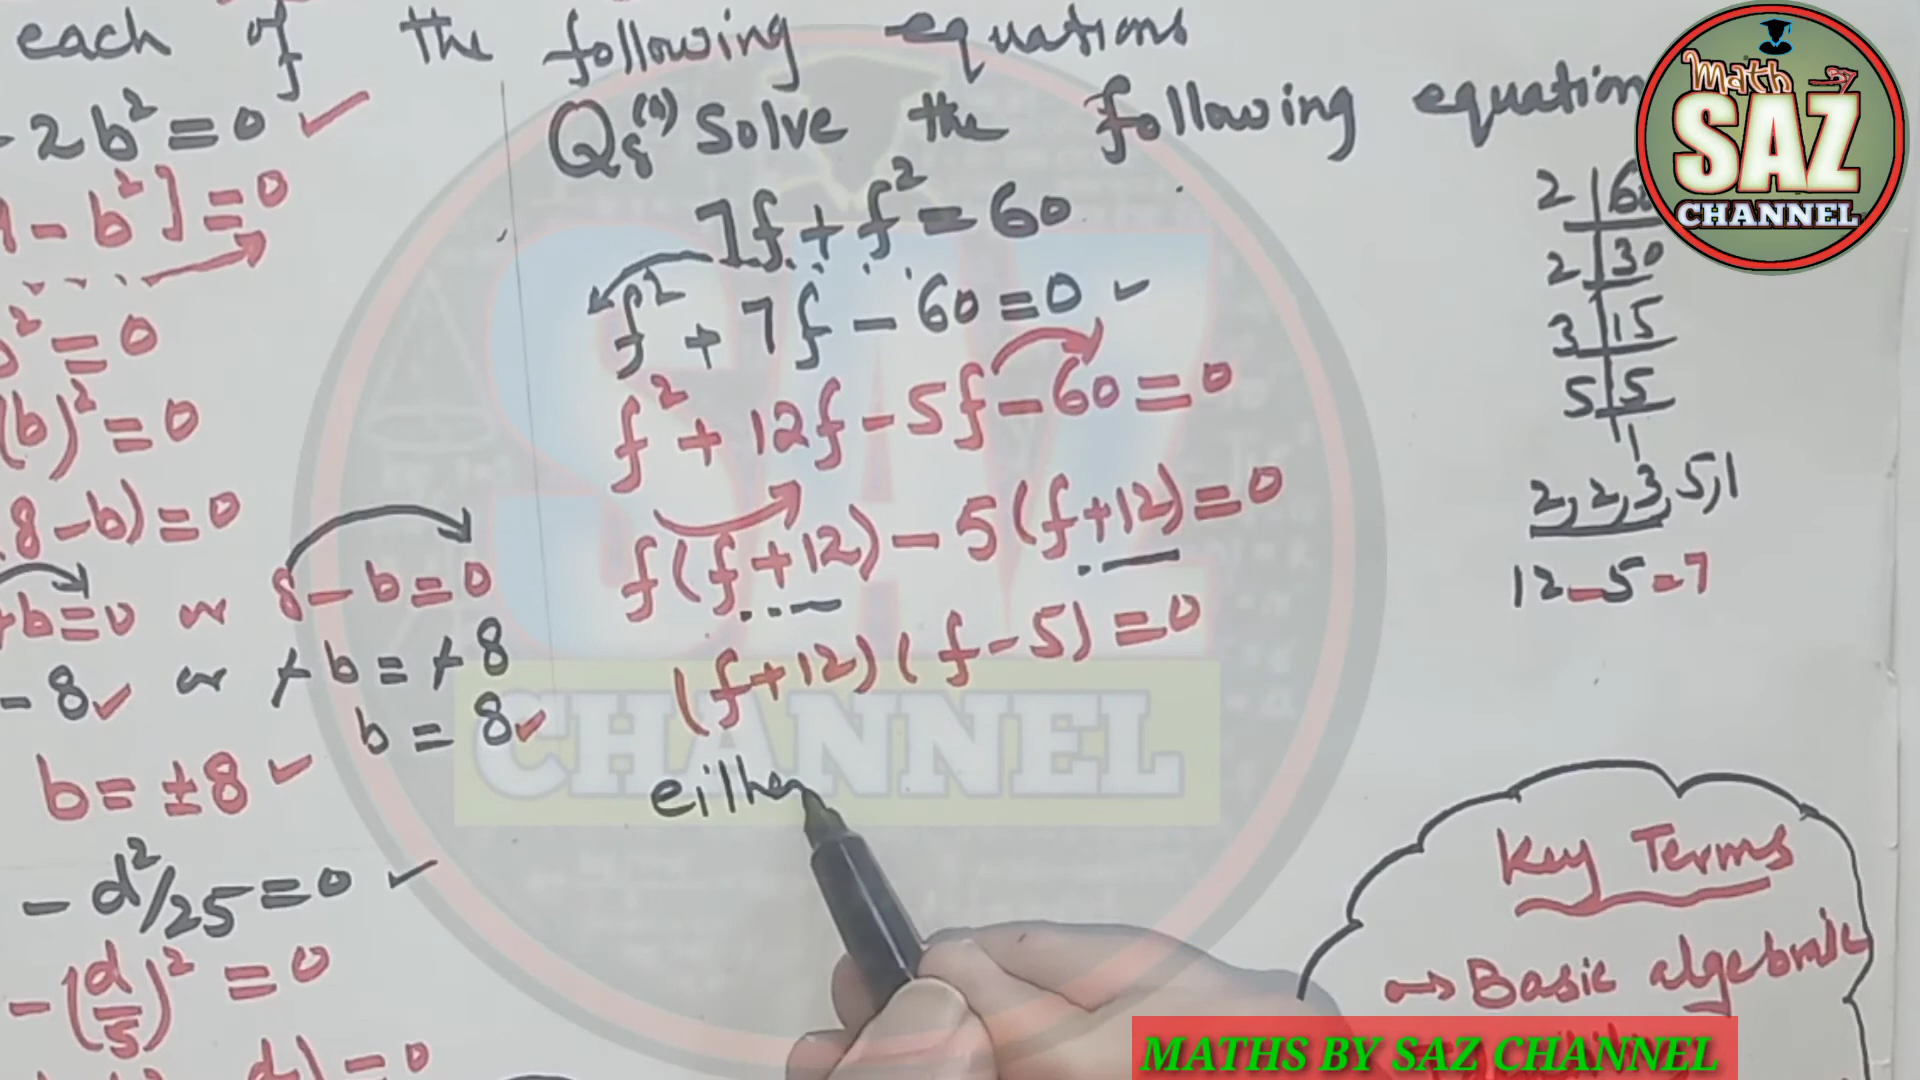 each of the following equations
- 2b² = 0 ✓
- b²] = 0
² = 0
(b)² = 0
8 - b) = 0
+b = 0 or 8 - b = 0
- 8 ✓ or +b = +8
b = 8 ✓
b = ±8 ✓
- d²/25 = 0 ✓
- (d/5)² = 0
= 0
Q8 Solve the following equation
7f + f² = 60
f² + 7f - 60 = 0 ✓
f² + 12f - 5f - 60 = 0
f(f+12) - 5(f+12) = 0
(f+12)(f-5) = 0
either
2 | 60
2 | 30
3 | 15
5 | 5
1
2, 2, 3, 5, 1
12 - 5 = 7
Key Terms
→ Basic algebraic
Math
SAZ
CHANNEL
SAZ
CHANNEL
MATHS BY SAZ CHANNEL